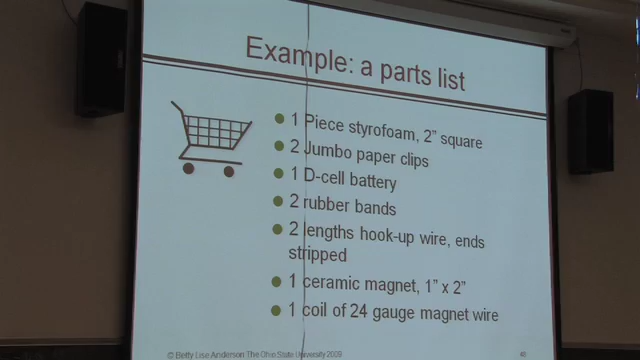 Example: a parts list
1 Piece styrofoam, 2” square
2 Jumbo paper clips
1 D-cell battery
2 rubber bands
2 lengths hook-up wire, ends
stripped
1 ceramic magnet, 1” x 2”
1 coil of 24 gauge magnet wire
© Betty Lise Anderson The Ohio State University 2009
40